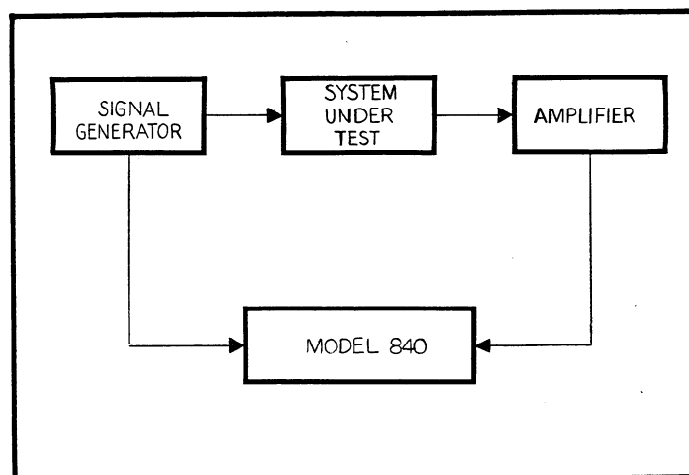 SIGNAL
GENERATOR
SYSTEM
UNDER
TEST
AMPLIFIER
MODEL 840